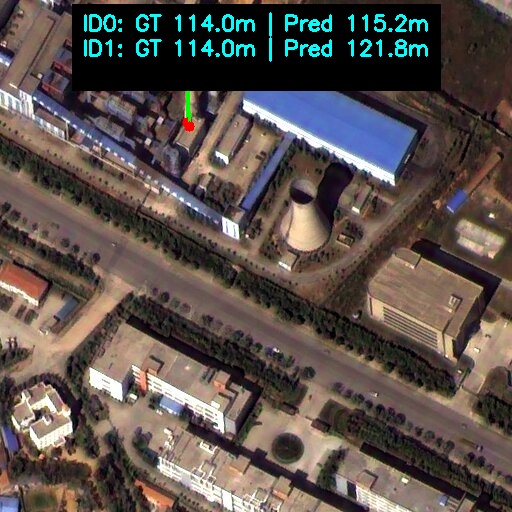 ID0: GT 114.0m | Pred 115.2m
ID1: GT 114.0m | Pred 121.8m